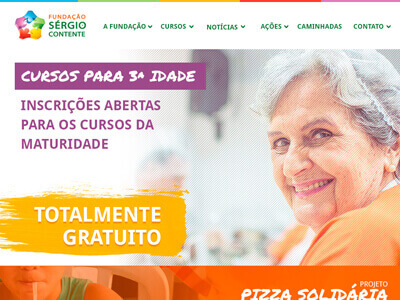 FUNDAÇÃO
SÉRGIO
CONTENTE
A FUNDAÇÃO CURSOS NOTÍCIAS AÇÕES CAMINHADAS CONTATO
CURSOS PARA 3ª IDADE
INSCRIÇÕES ABERTAS
PARA OS CURSOS DA
MATURIDADE
TOTALMENTE
GRATUITO
PROJETO
PIZZA SOLIDÁRIA